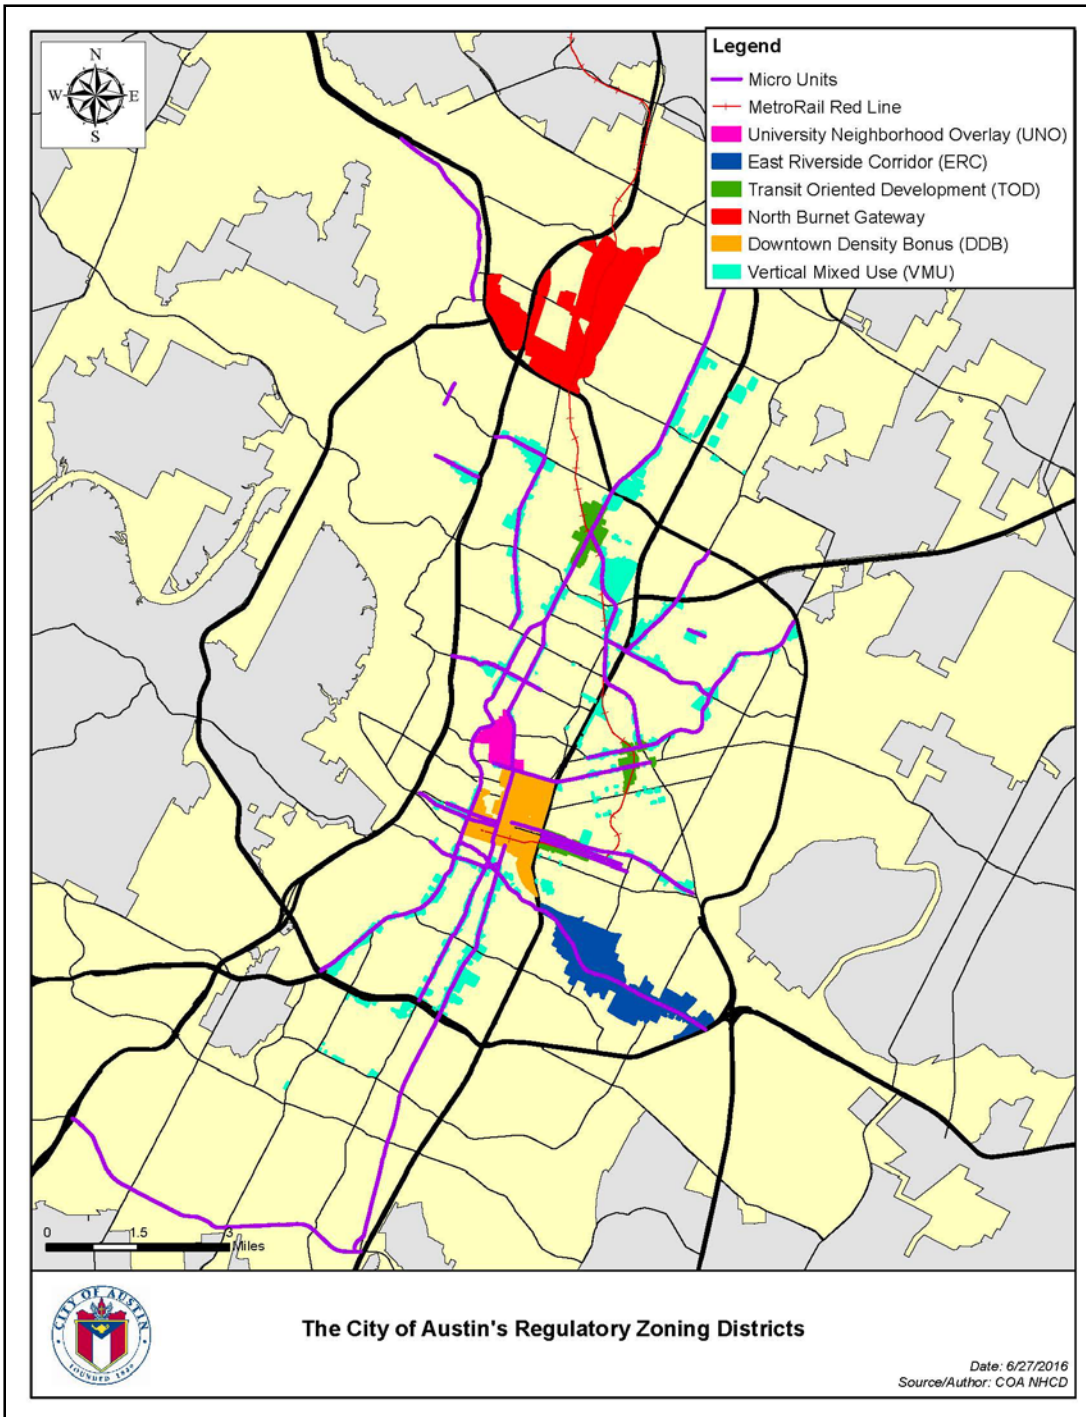 N
W E
S
Legend
Micro Units
MetroRail Red Line
University Neighborhood Overlay (UNO)
East Riverside Corridor (ERC)
Transit Oriented Development (TOD)
North Burnet Gateway
Downtown Density Bonus (DDB)
Vertical Mixed Use (VMU)
0 1.5 3
Miles
CITY OF AUSTIN
FOUNDED 1839
The City of Austin's Regulatory Zoning Districts
Date: 6/27/2016
Source/Author: COA NHCD